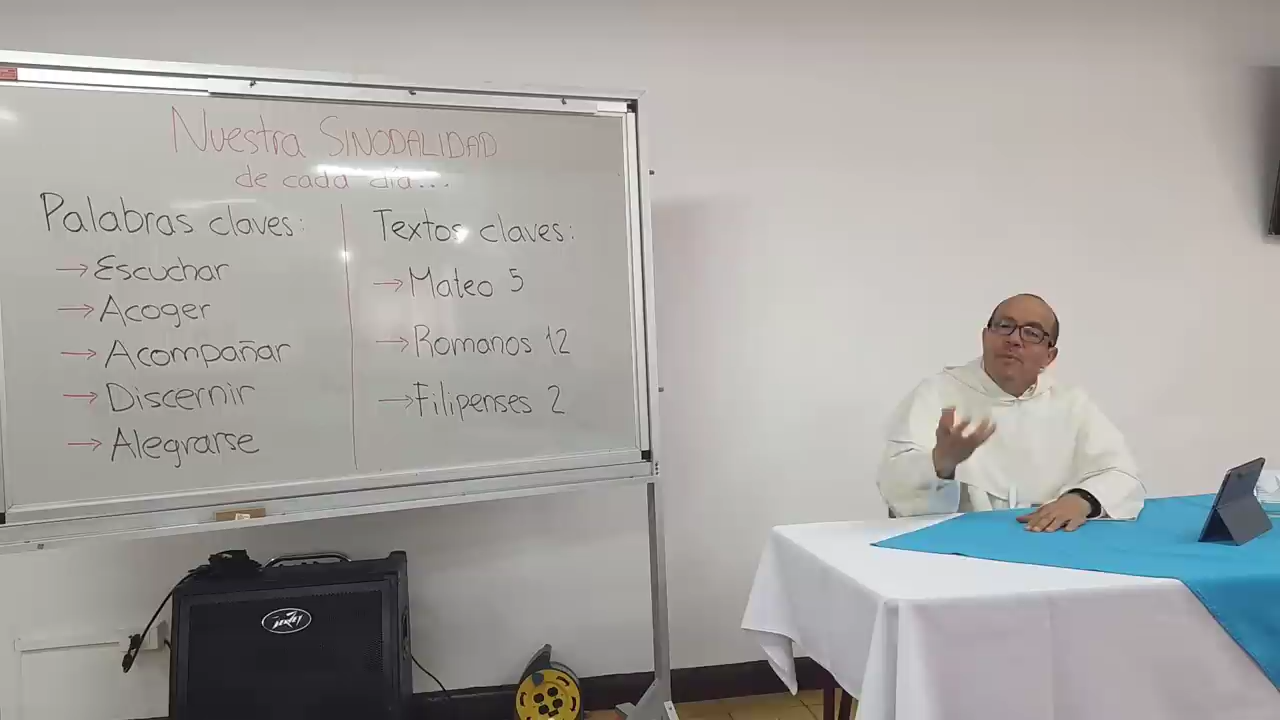 Nuestra SINODALIDAD
de cada día...
Palabras claves:
→Escuchar
→Acoger
→Acompañar
→Discernir
→Alegrarse
Textos claves:
→Mateo 5
→Romanos 12
→Filipenses 2
PEAVEY